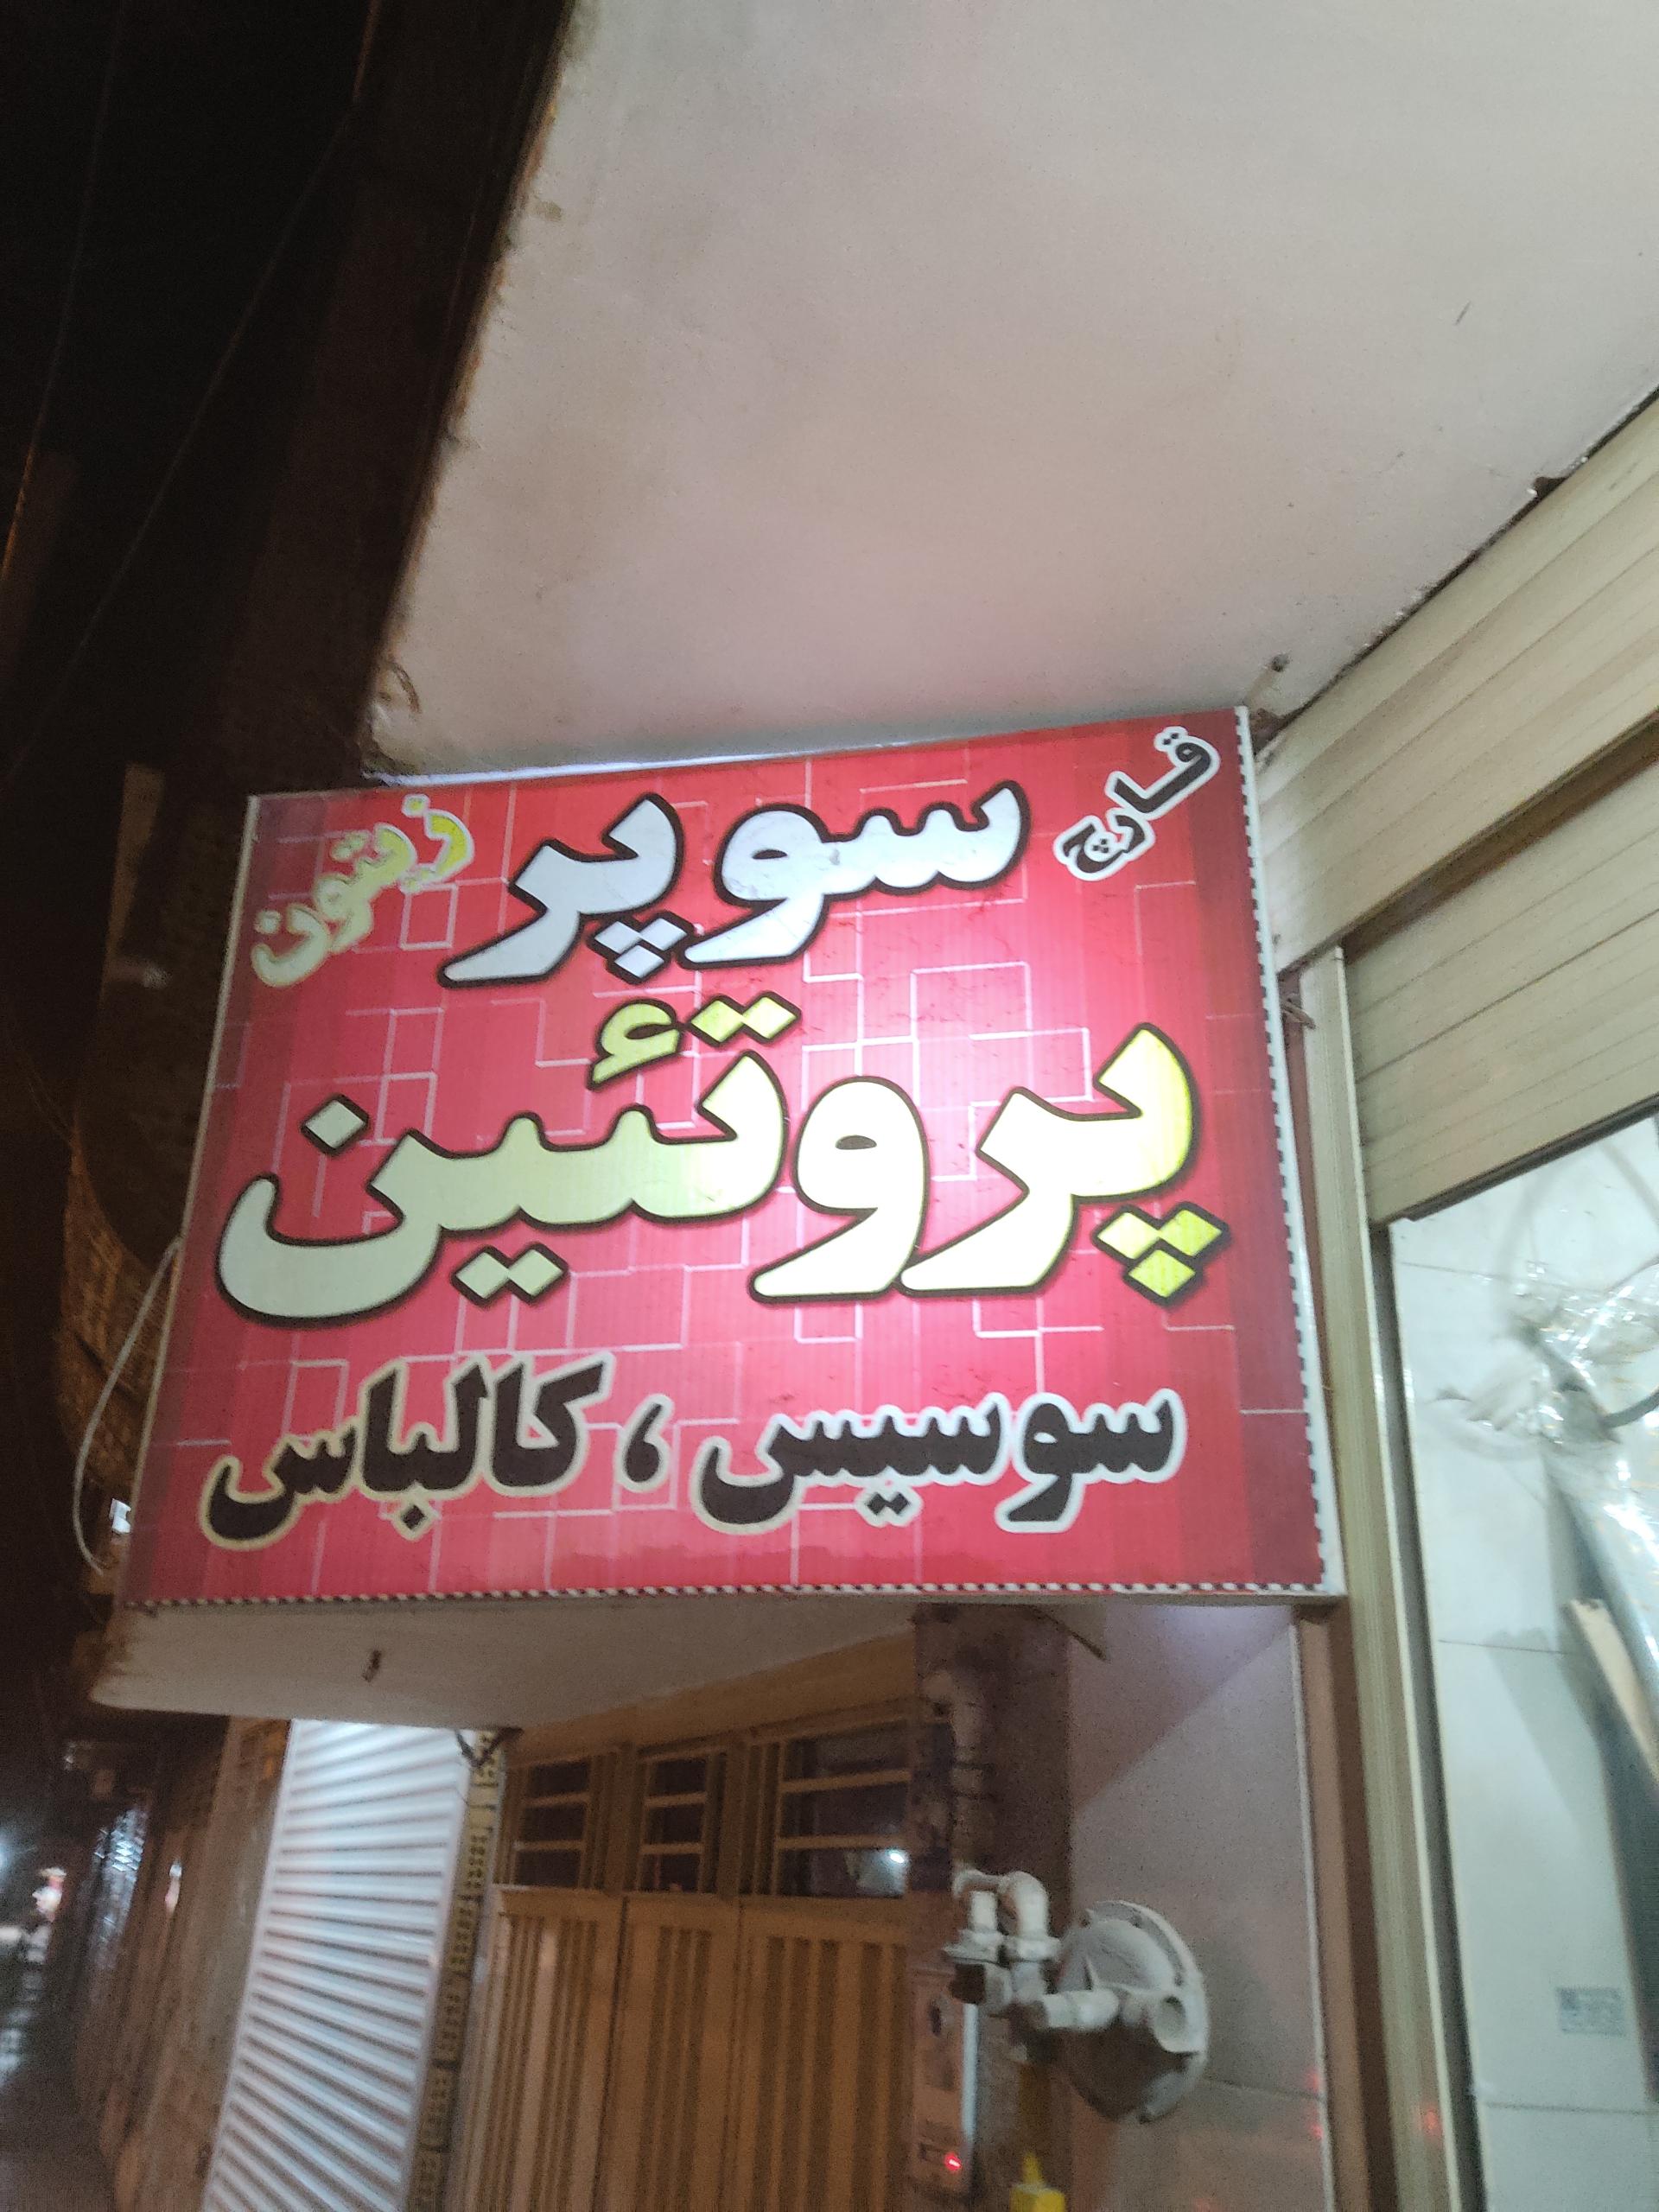 قارچ
سوپر
زیتون
پروتئین
سوسیس ، کالباس